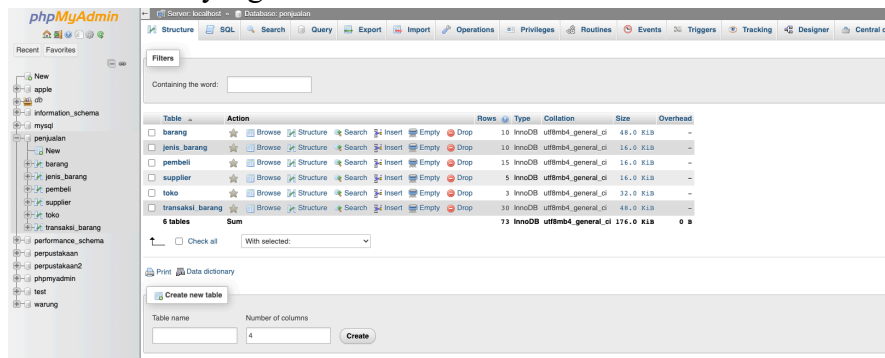 phpMyAdmin
Recent Favorites
New
apple
db
information_schema
mysql
penjualan
New
barang
jenis_barang
pembeli
supplier
toko
transaksi_barang
performance_schema
perpustakaan
perpustakaan2
phpmyadmin
test
warung
Server: localhost » Database: penjualan
Structure SQL Search Query Export Import Operations Privileges Routines Events Triggers Tracking Designer Central c
Filters
Containing the word:
Table Action Rows Type Collation Size Overhead
barang Browse Structure Search Insert Empty Drop 10 InnoDB utf8mb4_general_ci 48.0 KiB -
jenis_barang Browse Structure Search Insert Empty Drop 10 InnoDB utf8mb4_general_ci 16.0 KiB -
pembeli Browse Structure Search Insert Empty Drop 15 InnoDB utf8mb4_general_ci 16.0 KiB -
supplier Browse Structure Search Insert Empty Drop 5 InnoDB utf8mb4_general_ci 16.0 KiB -
toko Browse Structure Search Insert Empty Drop 3 InnoDB utf8mb4_general_ci 32.0 KiB -
transaksi_barang Browse Structure Search Insert Empty Drop 30 InnoDB utf8mb4_general_ci 48.0 KiB -
6 tables Sum 73 InnoDB utf8mb4_general_ci 176.0 KiB 0 B
Check all With selected:
Print Data dictionary
Create new table
Table name Number of columns
4 Create